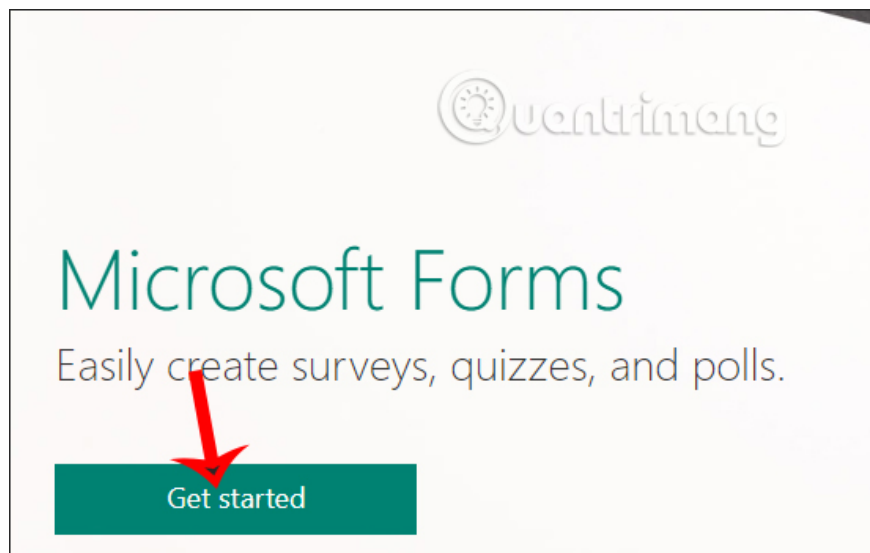 Quantrimang
Microsoft Forms
Easily create surveys, quizzes, and polls.
Get started